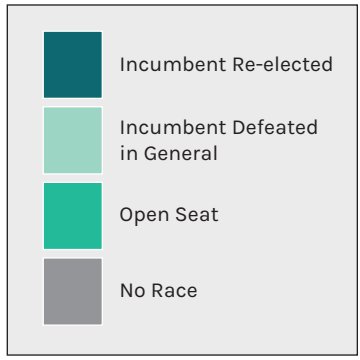 Incumbent Re-elected
Incumbent Defeated
in General
Open Seat
No Race